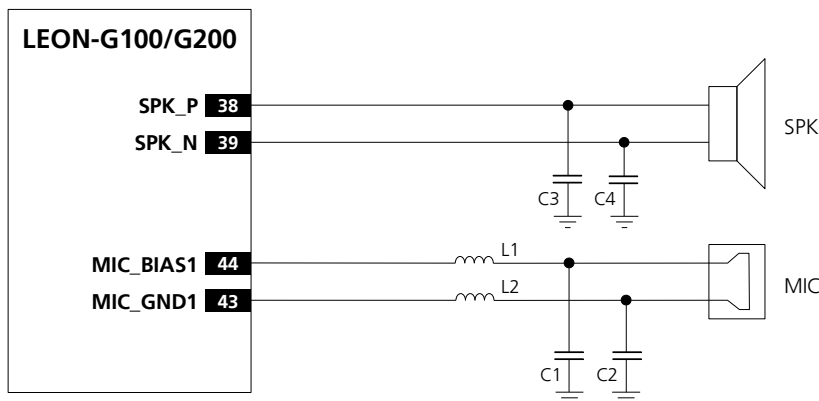 LEON-G100/G200
SPK_P 38
SPK_N 39
SPK
C3
C4
MIC_BIAS1 44
L1
MIC_GND1 43
L2
MIC
C1
C2